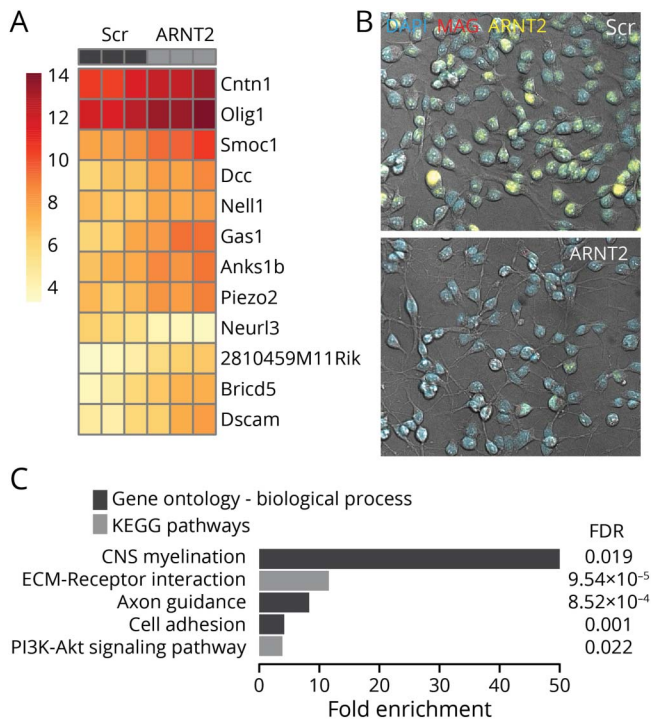 A
Scr ARNT2
14
12
10
8
6
4
Cntn1
Olig1
Smoc1
Dcc
Nell1
Gas1
Anks1b
Piezo2
Neurl3
2810459M11Rik
Bricd5
Dscam
B
DAPI MAG ARNT2 Scr
ARNT2
C
Gene ontology - biological process
KEGG pathways
FDR
CNS myelination 0.019
ECM-Receptor interaction 9.54×10⁻⁵
Axon guidance 8.52×10⁻⁴
Cell adhesion 0.001
PI3K-Akt signaling pathway 0.022
0 10 20 30 40 50
Fold enrichment